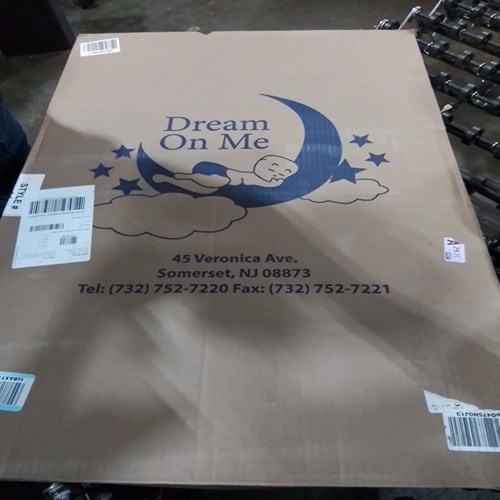 Dream
On Me
STYLE#
45 Veronica Ave.
Somerset, NJ 08873
Tel: (732) 752-7220 Fax: (732) 752-7221
A